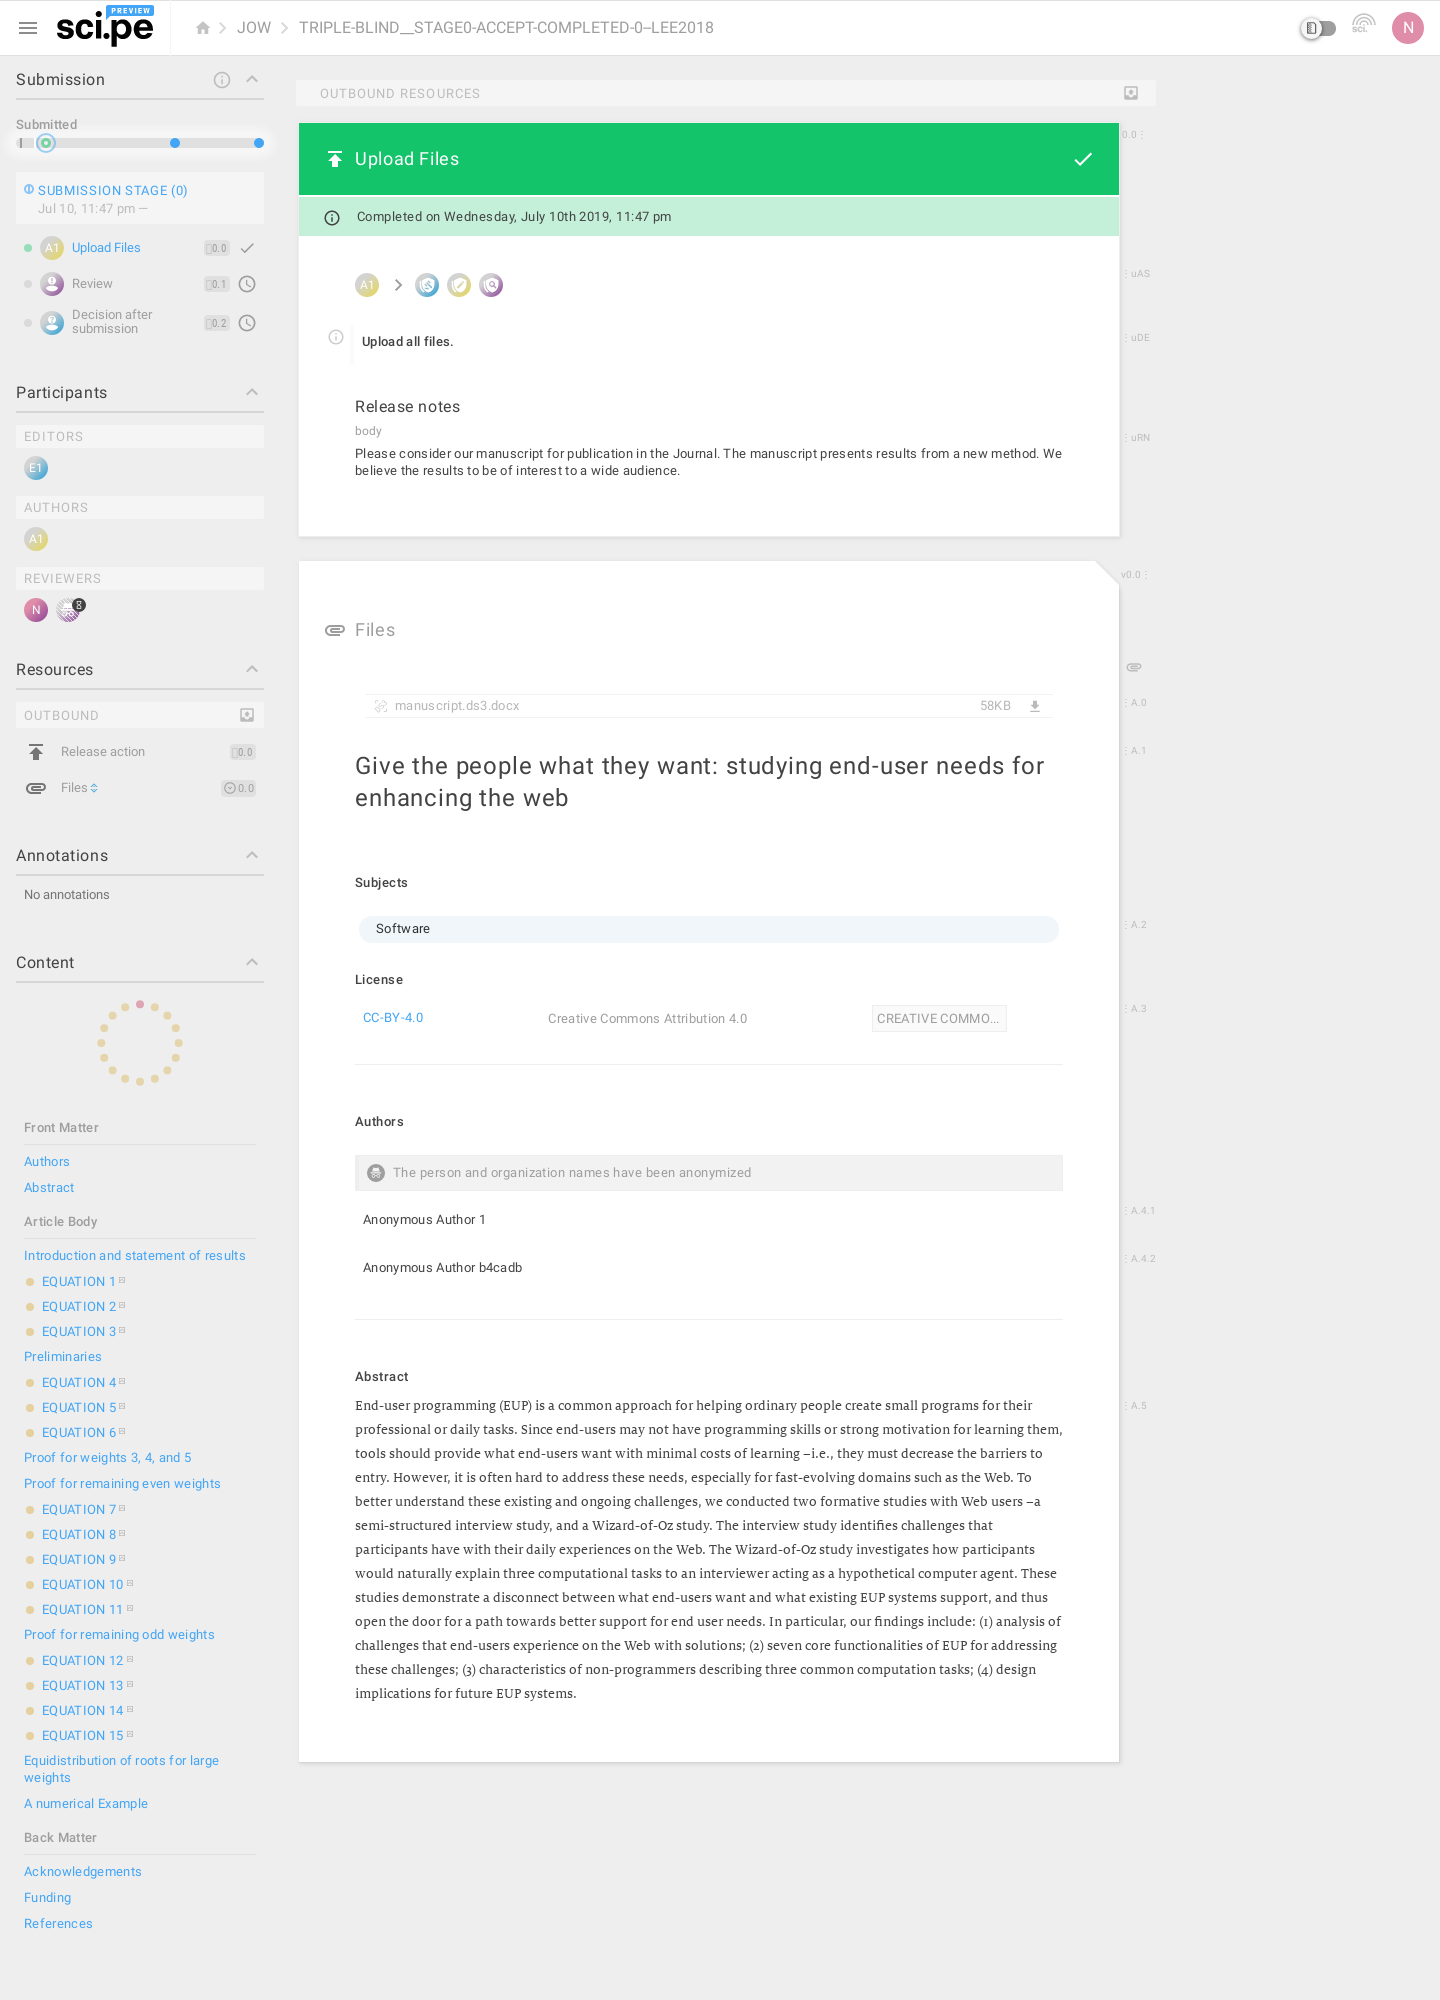 PREVIEW
sci.pe
JOW
TRIPLE-BLIND__STAGE0-ACCEPT-COMPLETED-0--LEE2018
sci.
N
Submission
Submitted
SUBMISSION STAGE (0)
Jul 10, 11:47 pm —
A1 Upload Files 0.0
Review 0.1
Decision after
submission 0.2
Participants
EDITORS
E1
AUTHORS
A1
REVIEWERS
N
Resources
OUTBOUND
Release action 0.0
Files 0.0
Annotations
No annotations
Content
Front Matter
Authors
Abstract
Article Body
Introduction and statement of results
EQUATION 1
EQUATION 2
EQUATION 3
Preliminaries
EQUATION 4
EQUATION 5
EQUATION 6
Proof for weights 3, 4, and 5
Proof for remaining even weights
EQUATION 7
EQUATION 8
EQUATION 9
EQUATION 10
EQUATION 11
Proof for remaining odd weights
EQUATION 12
EQUATION 13
EQUATION 14
EQUATION 15
Equidistribution of roots for large
weights
A numerical Example
Back Matter
Acknowledgements
Funding
References
OUTBOUND RESOURCES
Upload Files
0.0
Completed on Wednesday, July 10th 2019, 11:47 pm
A1
uAS
Upload all files.
uDE
Release notes
body
uRN
Please consider our manuscript for publication in the Journal. The manuscript presents results from a new method. We
believe the results to be of interest to a wide audience.
v0.0
Files
manuscript.ds3.docx 58KB
A.0
Give the people what they want: studying end-user needs for
enhancing the web
A.1
Subjects
Software
A.2
License
CC-BY-4.0 Creative Commons Attribution 4.0 CREATIVE COMMO...
A.3
Authors
The person and organization names have been anonymized
Anonymous Author 1
A.4.1
Anonymous Author b4cadb
A.4.2
Abstract
A.5
End-user programming (EUP) is a common approach for helping ordinary people create small programs for their
professional or daily tasks. Since end-users may not have programming skills or strong motivation for learning them,
tools should provide what end-users want with minimal costs of learning –i.e., they must decrease the barriers to
entry. However, it is often hard to address these needs, especially for fast-evolving domains such as the Web. To
better understand these existing and ongoing challenges, we conducted two formative studies with Web users –a
semi-structured interview study, and a Wizard-of-Oz study. The interview study identifies challenges that
participants have with their daily experiences on the Web. The Wizard-of-Oz study investigates how participants
would naturally explain three computational tasks to an interviewer acting as a hypothetical computer agent. These
studies demonstrate a disconnect between what end-users want and what existing EUP systems support, and thus
open the door for a path towards better support for end user needs. In particular, our findings include: (1) analysis of
challenges that end-users experience on the Web with solutions; (2) seven core functionalities of EUP for addressing
these challenges; (3) characteristics of non-programmers describing three common computation tasks; (4) design
implications for future EUP systems.